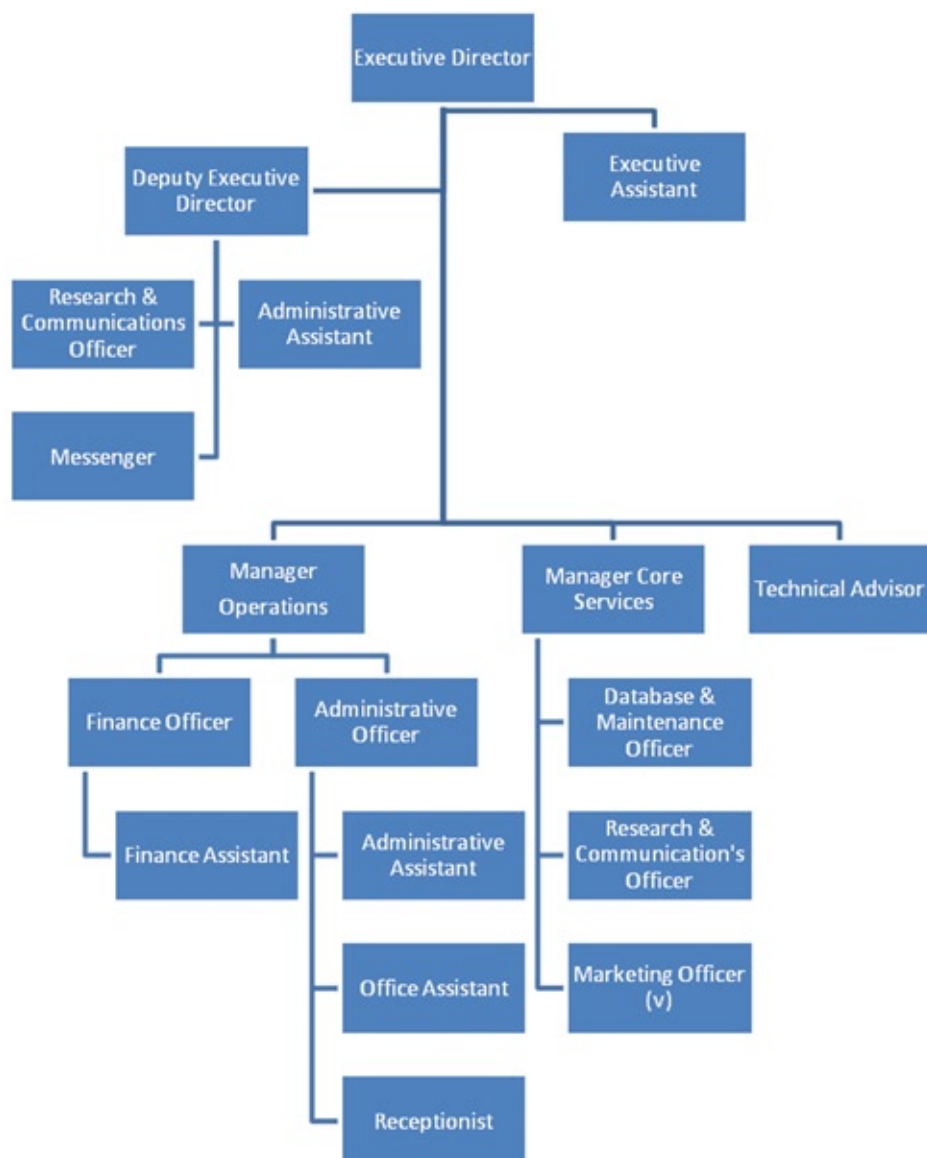 Executive Director
Executive
Assistant
Deputy Executive
Director
Research &
Communications
Officer
Administrative
Assistant
Messenger
Manager
Operations
Manager Core
Services
Technical Advisor
Finance Officer
Administrative
Officer
Database &
Maintenance
Officer
Finance Assistant
Administrative
Assistant
Research &
Communication's
Officer
Office Assistant
Marketing Officer
(v)
Receptionist